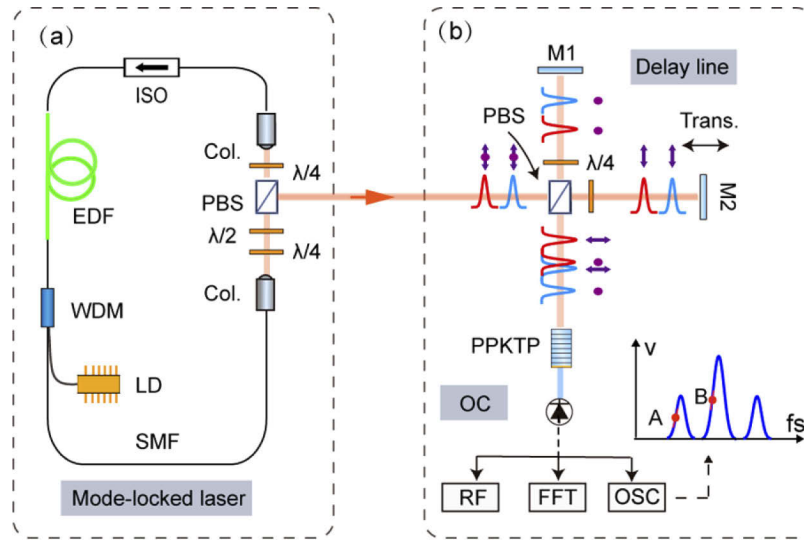 (a)
ISO
Col.
λ/4
EDF
PBS
λ/2
λ/4
Col.
WDM
LD
SMF
Mode-locked laser
(b)
M1
Delay line
PBS
Trans.
λ/4
M2
PPKTP
OC
V
B
A
fs
RF
FFT
OSC